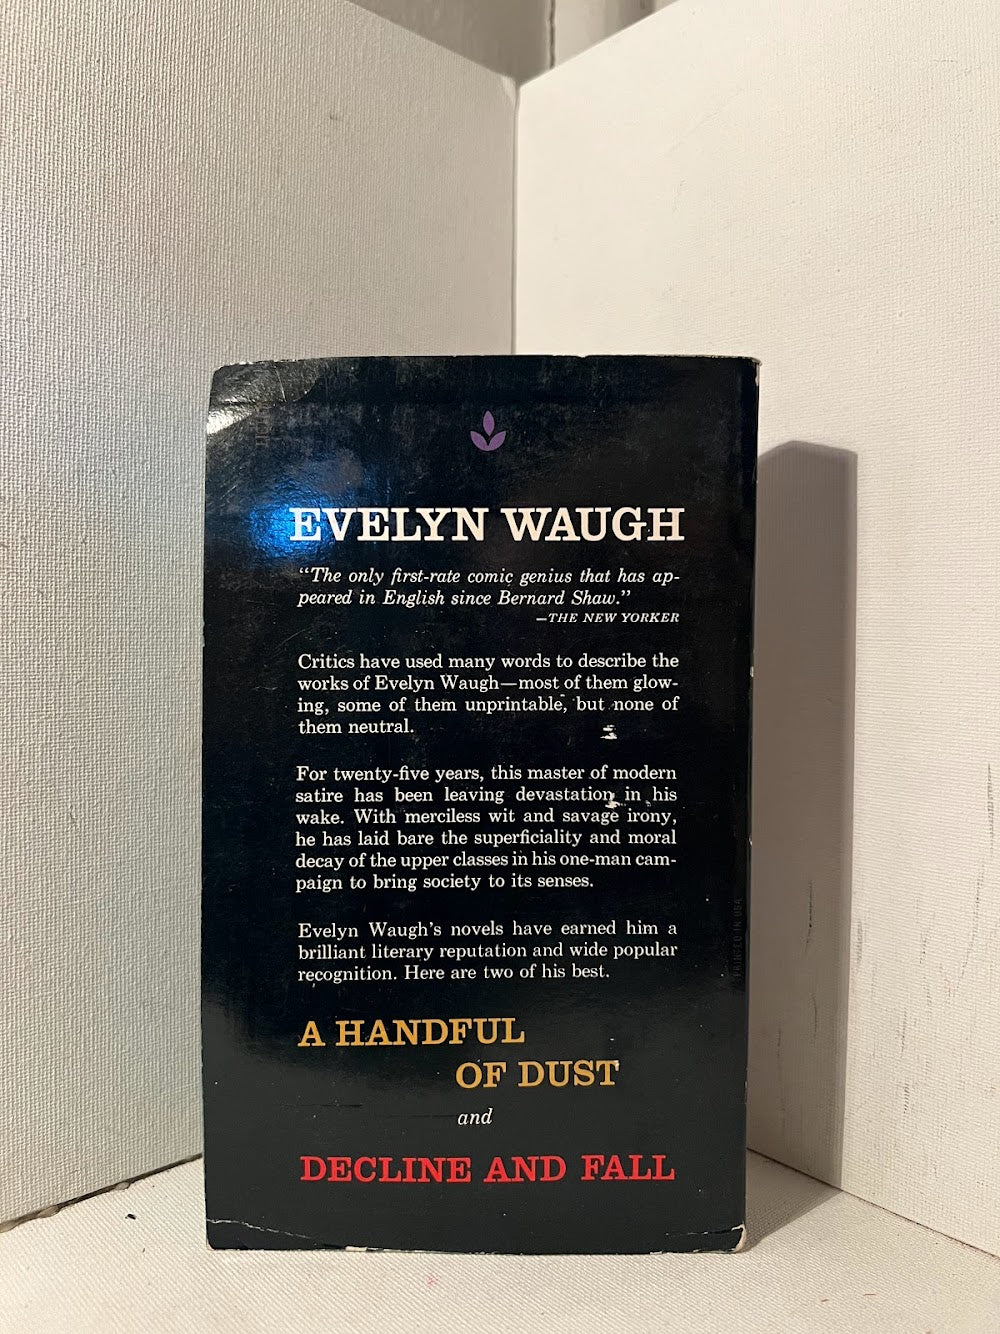 EVELYN WAUGH
“The only first-rate comic genius that has ap-
peared in English since Bernard Shaw.”
—THE NEW YORKER
Critics have used many words to describe the
works of Evelyn Waugh—most of them glow-
ing, some of them unprintable, but none of
them neutral.
For twenty-five years, this master of modern
satire has been leaving devastation in his
wake. With merciless wit and savage irony,
he has laid bare the superficiality and moral
decay of the upper classes in his one-man cam-
paign to bring society to its senses.
Evelyn Waugh’s novels have earned him a
brilliant literary reputation and wide popular
recognition. Here are two of his best.
A HANDFUL
OF DUST
and
DECLINE AND FALL
PRINTED IN USA